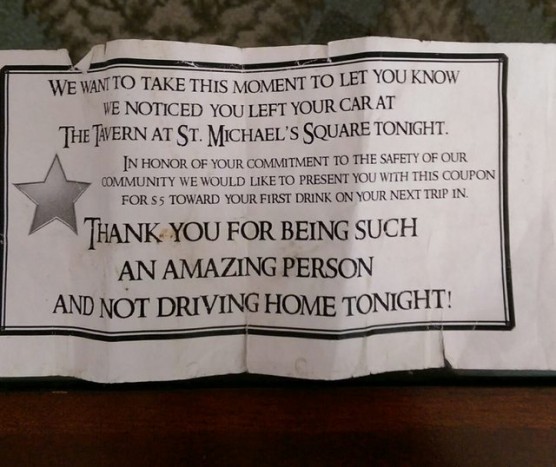 We want to take this moment to let you know
we noticed you left your car at
The Tavern at St. Michael's Square tonight.
In honor of your commitment to the safety of our
community we would like to present you with this coupon
for $5 toward your first drink on your next trip in.
Thank you for being such
an amazing person
and not driving home tonight!